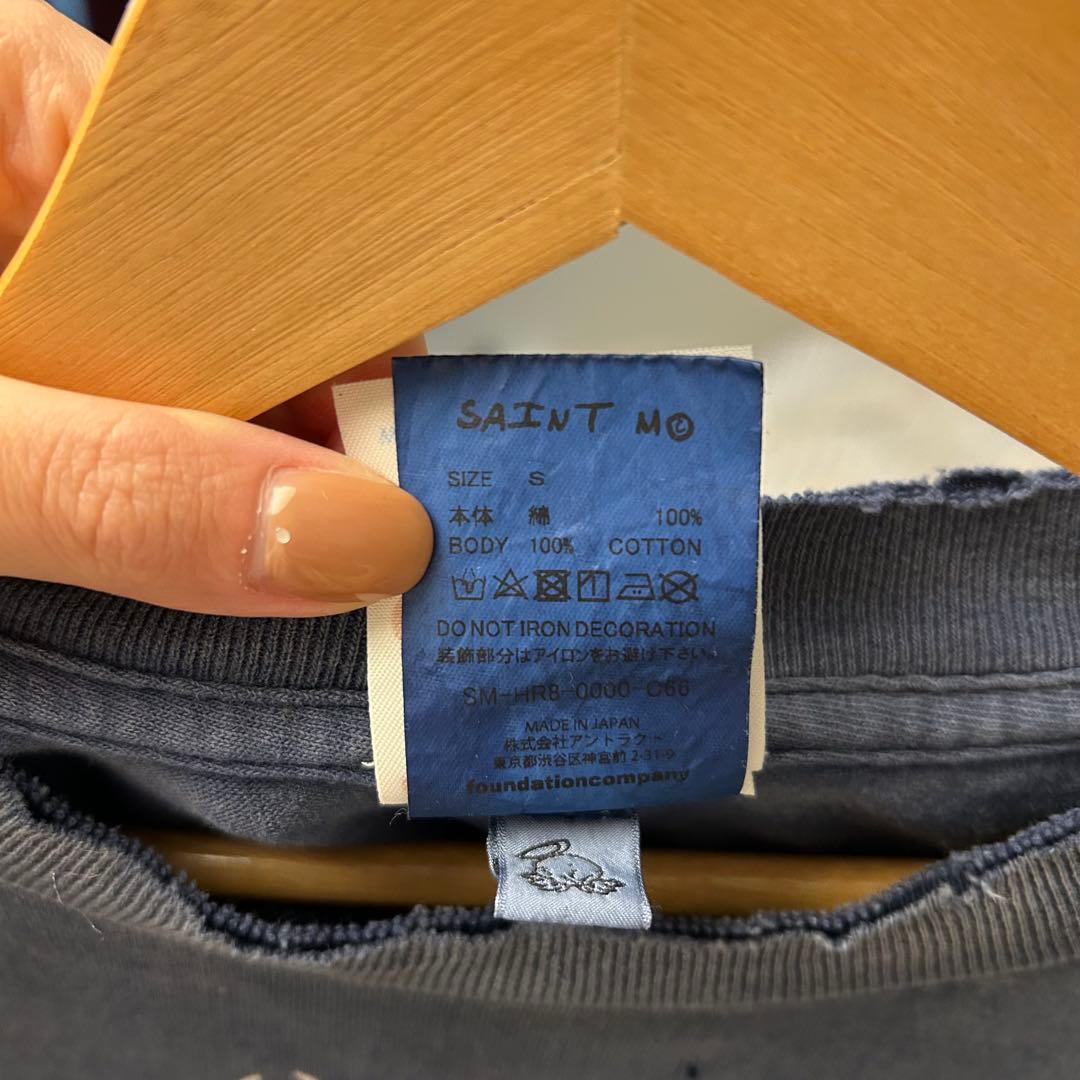 SAINT M©
SIZE S
本体 綿 100%
BODY 100% COTTON
DO NOT IRON DECORATION
装飾部分はアイロンをお避け下さい。
SM-HR8-0000-C66
MADE IN JAPAN
株式会社アントラクト
東京都渋谷区神宮前 2-31-9
foundationcompany